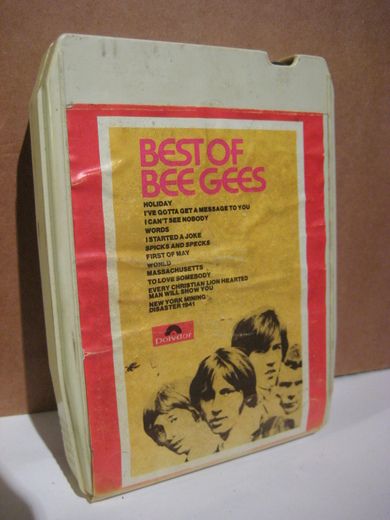 BEST OF
BEE GEES
HOLIDAY
I'VE GOTTA GET A MESSAGE TO YOU
I CAN'T SEE NOBODY
WORDS
I STARTED A JOKE
SPICKS AND SPECKS
FIRST OF MAY
WORLD
MASSACHUSETTS
TO LOVE SOMEBODY
EVERY CHRISTIAN LION HEARTED
MAN WILL SHOW YOU
NEW YORK MINING
DISASTER 1941
polydor